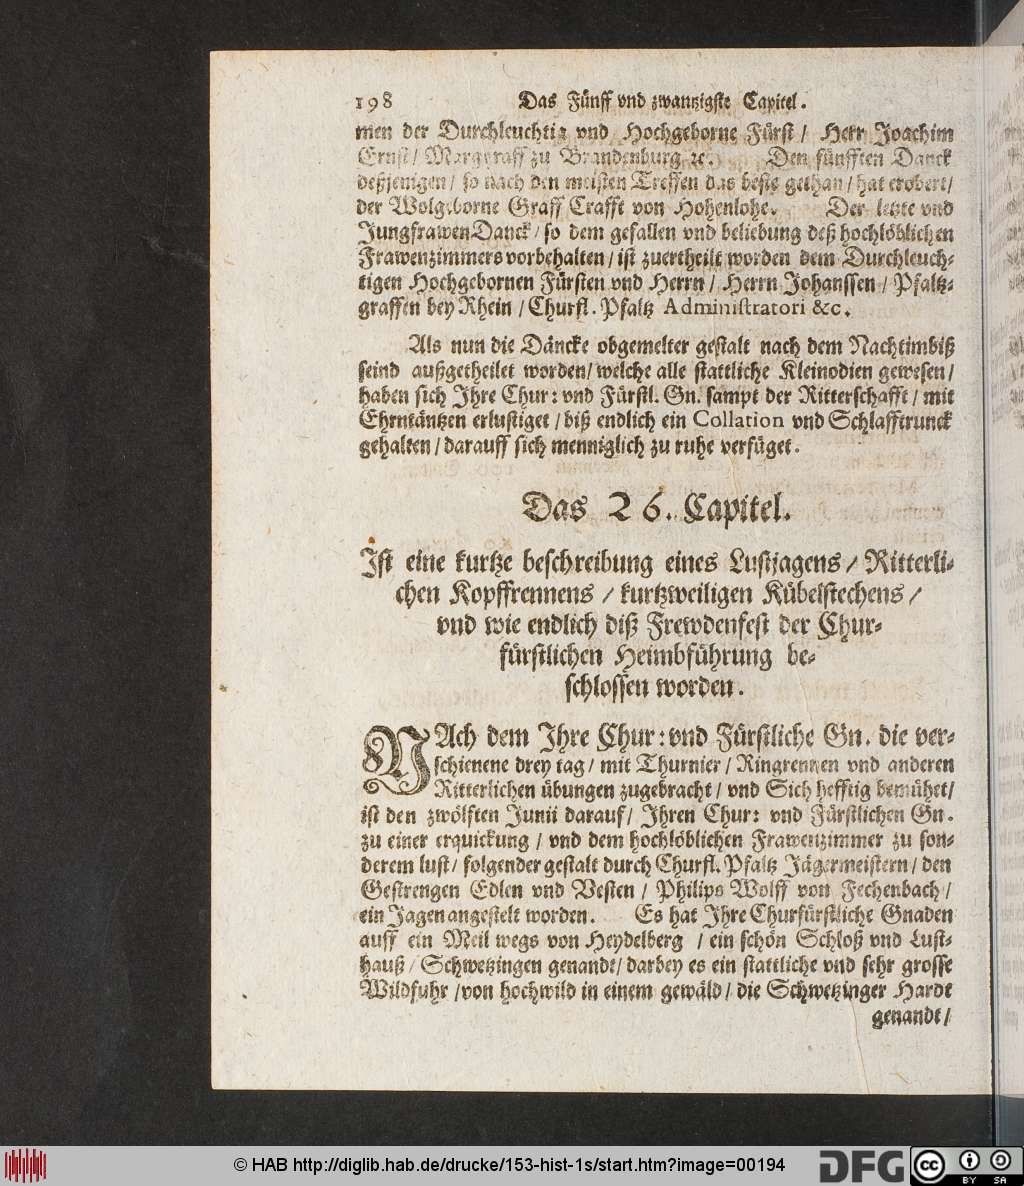 198 Das Fünff vnd zwantzigste Capitel.
men der Durchleuchtig vnd Hochgeborne Fürst / Herr Joachim
Ernst / Marggraff zu Brandenburg ꝛc. Den fünfften Danck
deßjenigen / so nach den meisten Treffen das beste gethan / hat erobert /
der Wolgeborne Graff Crafft von Hohenlohe. Der letzte vnd
JungfrawenDanck / so dem gefallen vnd beliebung deß hochlöblichen
Frawenzimmers vorbehalten / ist zuertheilt worden dem Durchleuch⸗
tigen Hochgebornen Fürsten vnd Herrn / Herrn Johanssen / Pfaltz⸗
graffen bey Rhein / Churfl. Pfaltz Administratori &c.
Als nun die Däncke obgemelter gestalt nach dem Nachtimbiß
seind außgetheilet worden / welche alle stattliche Kleinodien gewesen /
haben sich Ihre Chur: vnd Fürstl. Gn. sampt der Ritterschafft / mit
Ehrntäntzen erlustiget / biß endlich ein Collation vnd Schlafftrunck
gehalten / darauff sich menniglich zu ruhe verfüget.
Das 26. Capitel.
Ist eine kurtze beschreibung eines Lustjagens / Ritterli⸗
chen Kopffrennens / kurtzweiligen Kübelstechens /
vnd wie endlich diß Frewdenfest der Chur⸗
fürstlichen Heimbführung be⸗
schlossen worden.
NAch dem Ihre Chur: vnd Fürstliche Gn. die ver⸗
schienene drey tag / mit Thurnier / Ringrennen vnd anderen
Ritterlichen übungen zugebracht / vnd Sich hefftig bemühet /
ist den zwölften Junii darauf / Ihren Chur: vnd Fürstlichen Gn.
zu einer erquickung / vnd dem hochlöblichen Frawenzimmer zu son⸗
derem lust / folgender gestalt durch Churfl. Pfaltz Jägermeistern / den
Gestrengen Edlen vnd Vesten / Philips Wolff von Fechenbach /
ein Jagen angestelt worden. Es hat Ihre Churfürstliche Gnaden
auff ein Meil wegs von Heydelberg / ein schön Schloß vnd Lust⸗
hauß / Schwetzingen genandt / darbey es ein stattliche vnd sehr grosse
Wildfuhr / von hochwild in einem gewäld / die Schwetzinger Hardt
genandt /
© HAB http://diglib.hab.de/drucke/153-hist-1s/start.htm?image=00194
DFG
cc BY SA